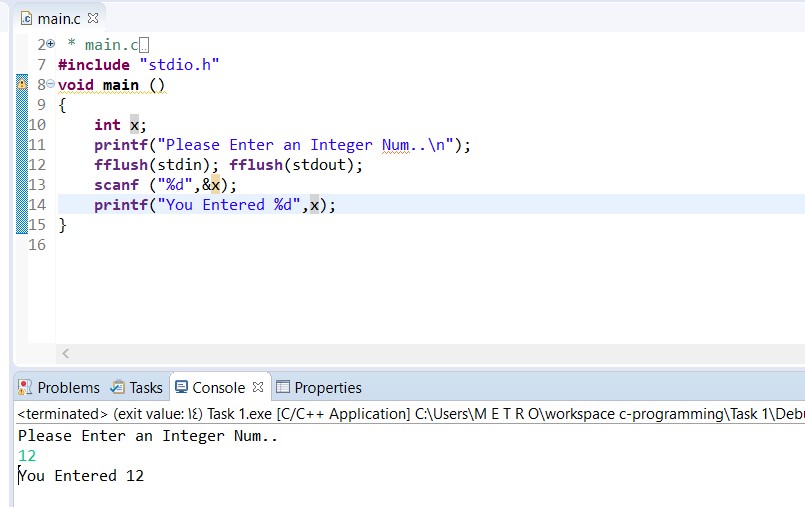 main.c
2 * main.c
7 #include "stdio.h"
8 void main ()
9 {
10 int x;
11 printf("Please Enter an Integer Num..\n");
12 fflush(stdin); fflush(stdout);
13 scanf ("%d",&x);
14 printf("You Entered %d",x);
15 }
16
Problems Tasks Console Properties
<terminated> (exit value: ١٤) Task 1.exe [C/C++ Application] C:\Users\M E T R O\workspace c-programming\Task 1\Debu
Please Enter an Integer Num..
12
You Entered 12